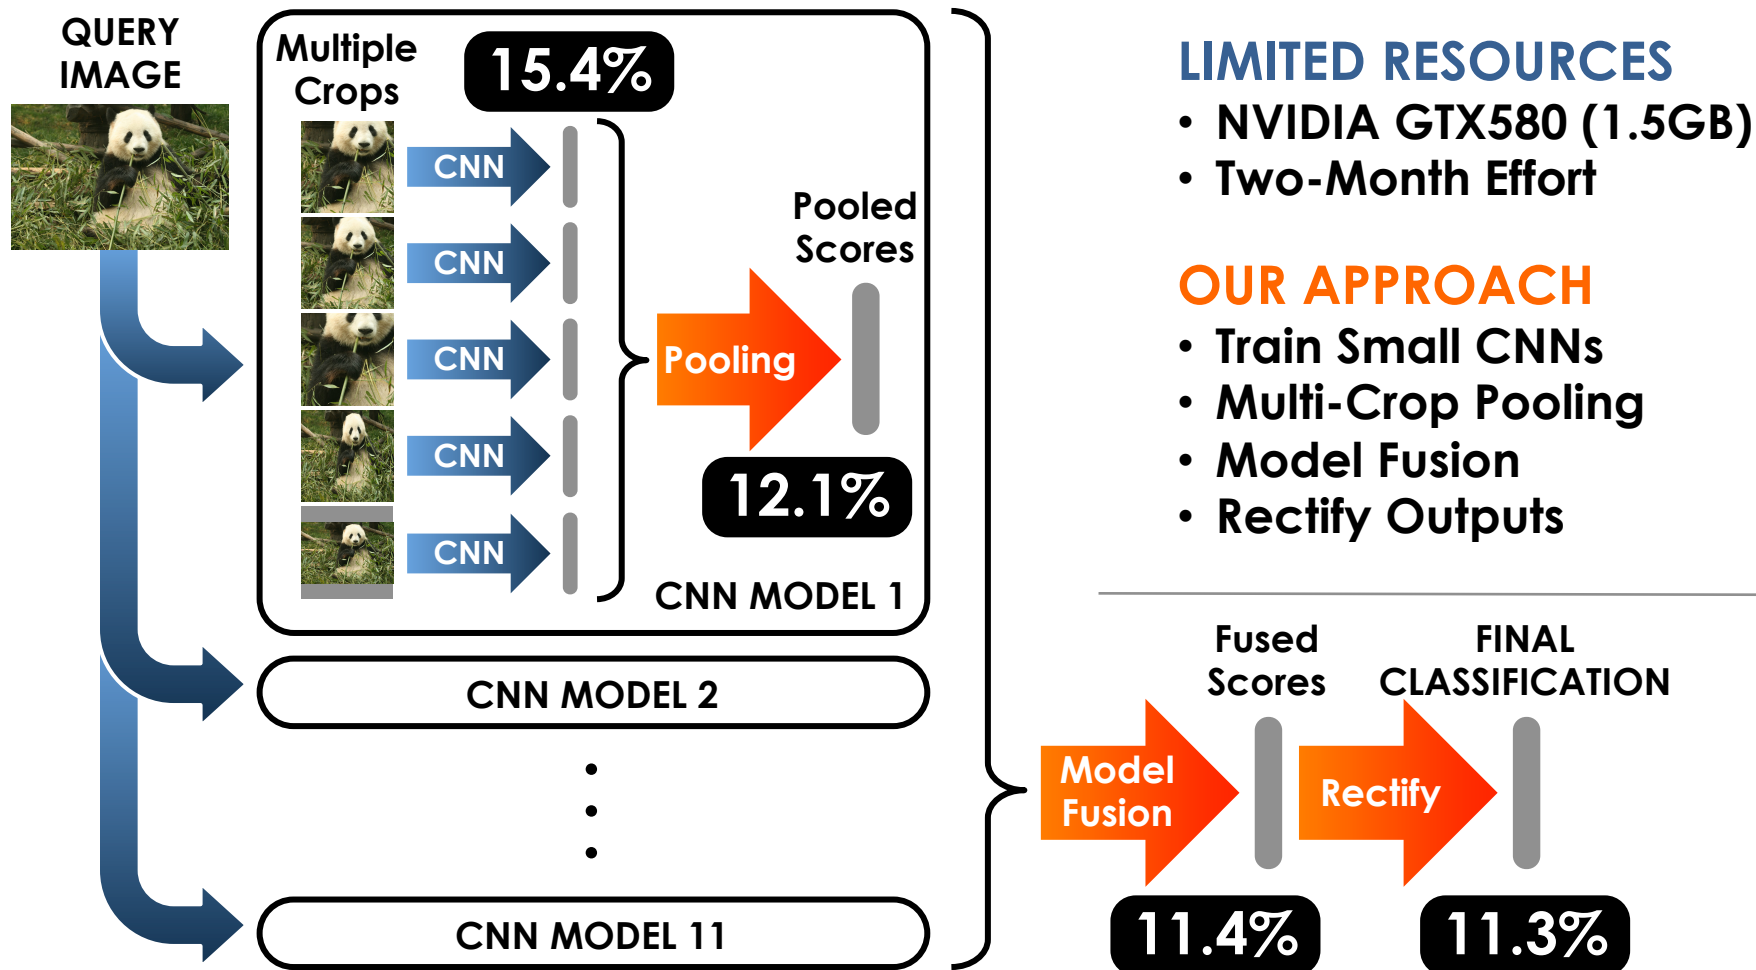 QUERY
IMAGE
Multiple
Crops
15.4%
CNN
CNN
CNN
CNN
CNN
Pooling
Pooled
Scores
12.1%
CNN MODEL 1
CNN MODEL 2
CNN MODEL 11
LIMITED RESOURCES
• NVIDIA GTX580 (1.5GB)
• Two-Month Effort
OUR APPROACH
• Train Small CNNs
• Multi-Crop Pooling
• Model Fusion
• Rectify Outputs
Model
Fusion
Fused
Scores
11.4%
Rectify
FINAL
CLASSIFICATION
11.3%